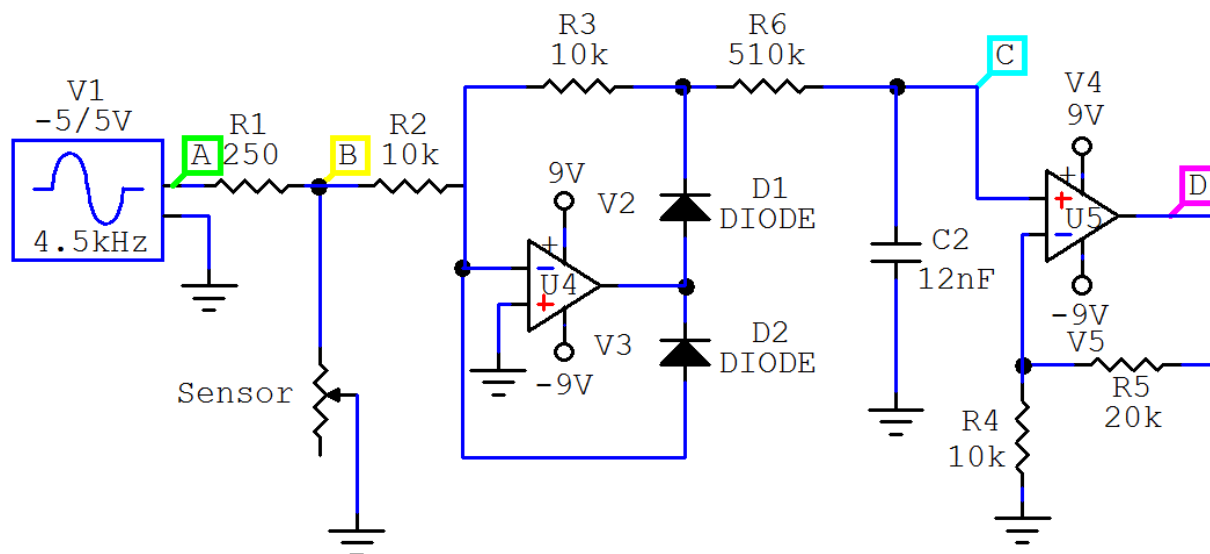 V1
-5/5V
4.5kHz
A
R1
250
B
R2
10k
Sensor
R3
10k
R6
510k
9V
V2
+
-
U4
+
V3
-9V
D1
DIODE
D2
DIODE
C
C2
12nF
V4
9V
+
+
U5
-
-9V
V5
D
R4
10k
R5
20k